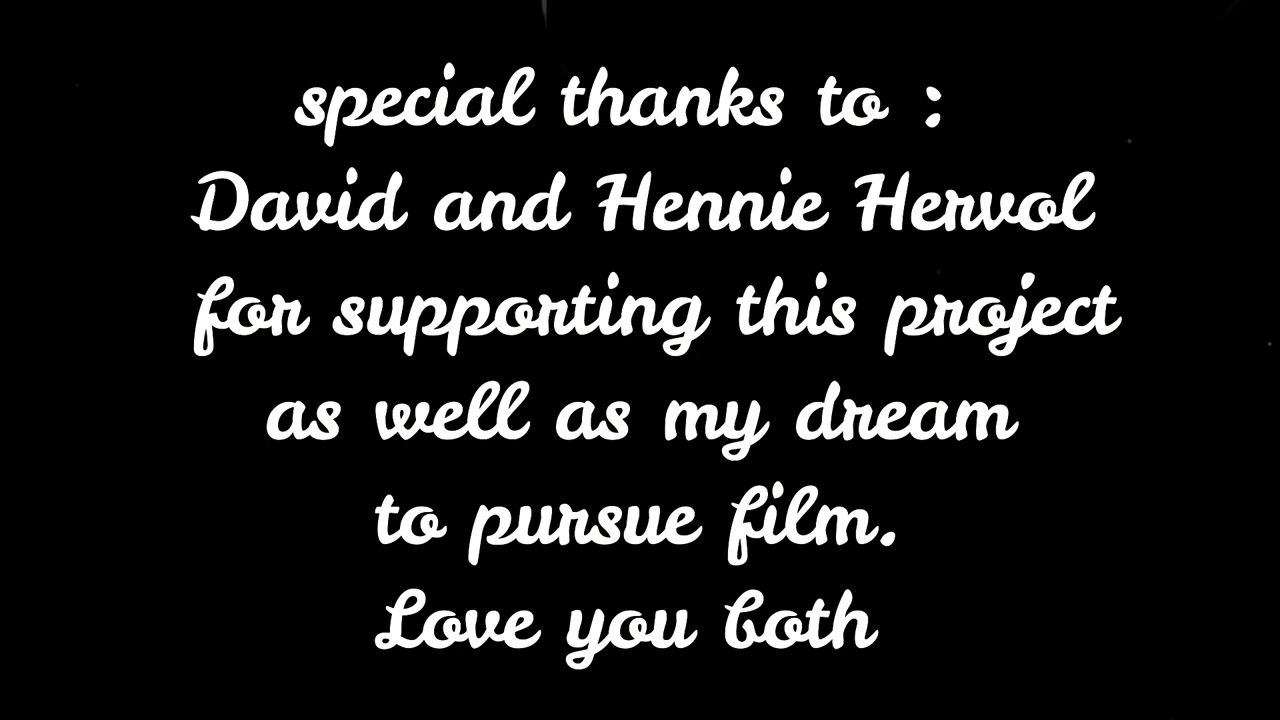 special thanks to :
David and Hennie Hervol
for supporting this project
as well as my dream
to pursue film.
Love you both